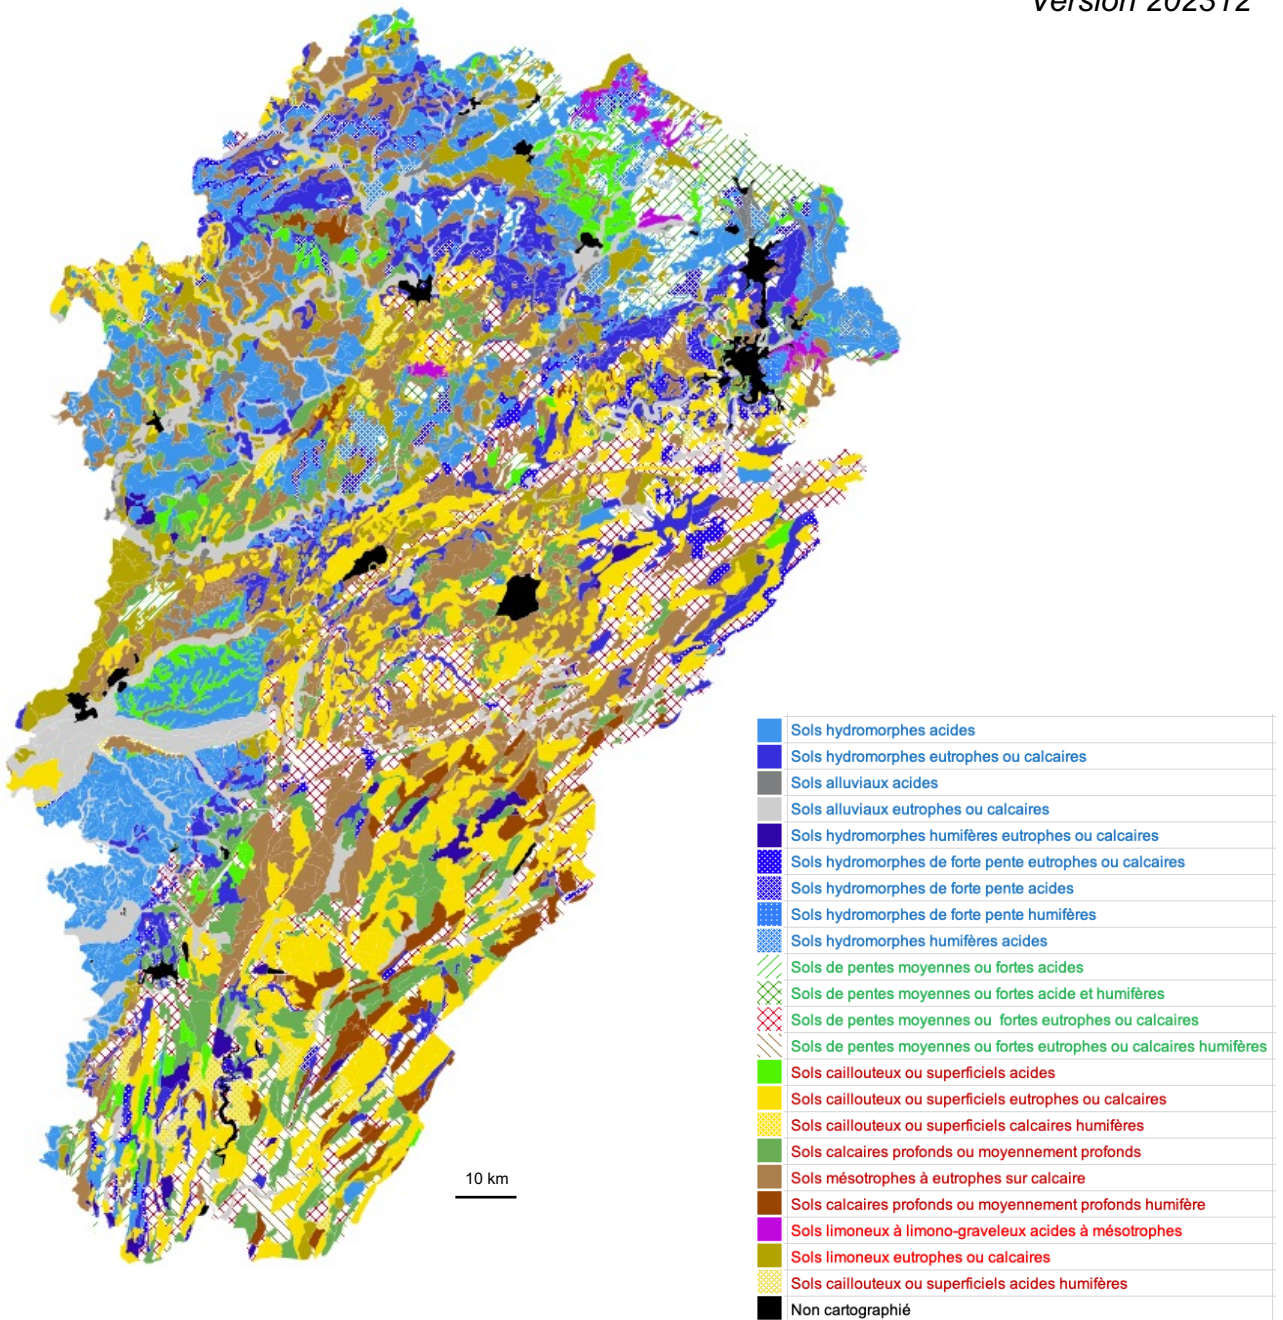 Version 202312
10 km
Sols hydromorphes acides
Sols hydromorphes eutrophes ou calcaires
Sols alluviaux acides
Sols alluviaux eutrophes ou calcaires
Sols hydromorphes humifères eutrophes ou calcaires
Sols hydromorphes de forte pente eutrophes ou calcaires
Sols hydromorphes de forte pente acides
Sols hydromorphes de forte pente humifères
Sols hydromorphes humifères acides
Sols de pentes moyennes ou fortes acides
Sols de pentes moyennes ou fortes acide et humifères
Sols de pentes moyennes ou fortes eutrophes ou calcaires
Sols de pentes moyennes ou fortes eutrophes ou calcaires humifères
Sols caillouteux ou superficiels acides
Sols caillouteux ou superficiels eutrophes ou calcaires
Sols caillouteux ou superficiels calcaires humifères
Sols calcaires profonds ou moyennement profonds
Sols mésotrophes à eutrophes sur calcaire
Sols calcaires profonds ou moyennement profonds humifère
Sols limoneux à limono-graveleux acides à mésotrophes
Sols limoneux eutrophes ou calcaires
Sols caillouteux ou superficiels acides humifères
Non cartographié